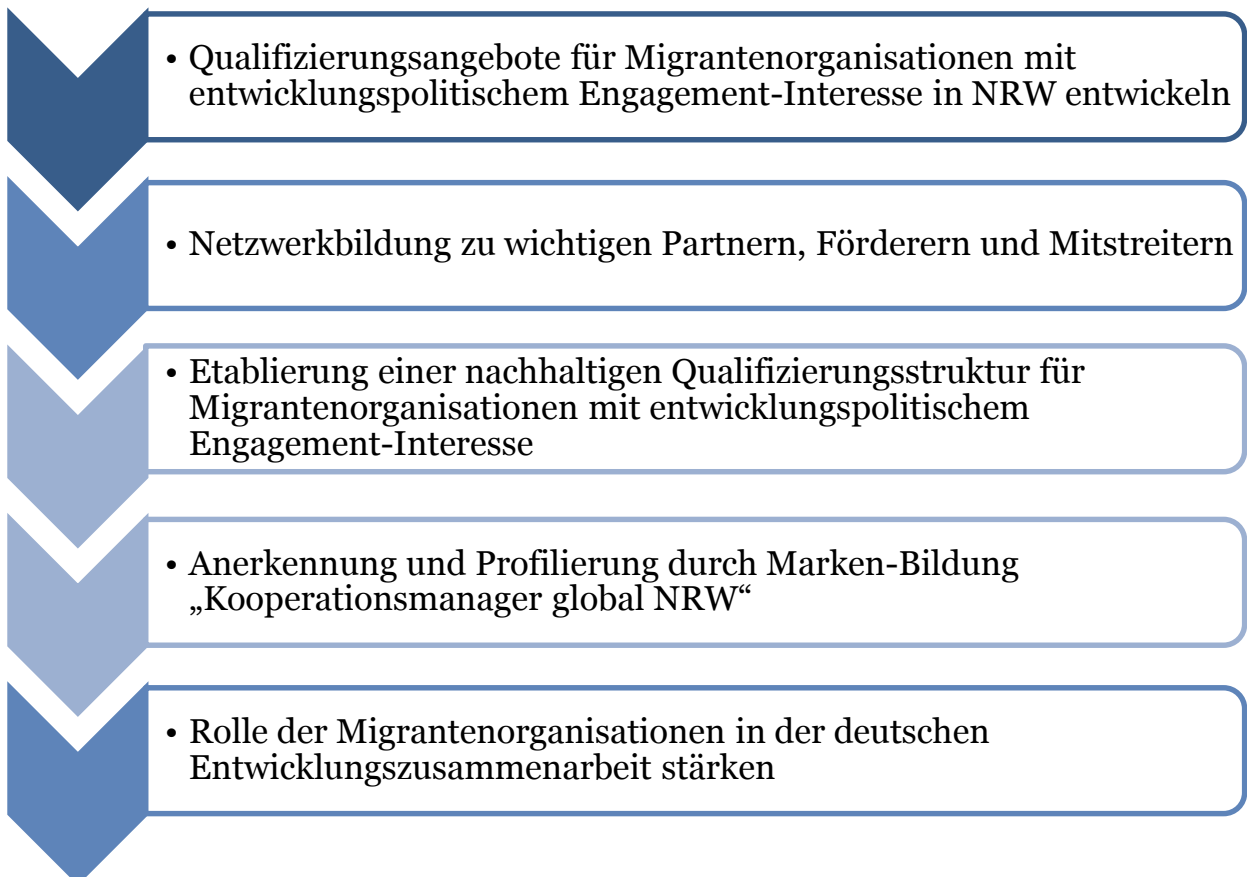 • Qualifizierungsangebote für Migrantenorganisationen mit
entwicklungspolitischem Engagement-Interesse in NRW entwickeln
• Netzwerkbildung zu wichtigen Partnern, Förderern und Mitstreitern
• Etablierung einer nachhaltigen Qualifizierungsstruktur für
Migrantenorganisationen mit entwicklungspolitischem
Engagement-Interesse
• Anerkennung und Profilierung durch Marken-Bildung
„Kooperationsmanager global NRW“
• Rolle der Migrantenorganisationen in der deutschen
Entwicklungszusammenarbeit stärken